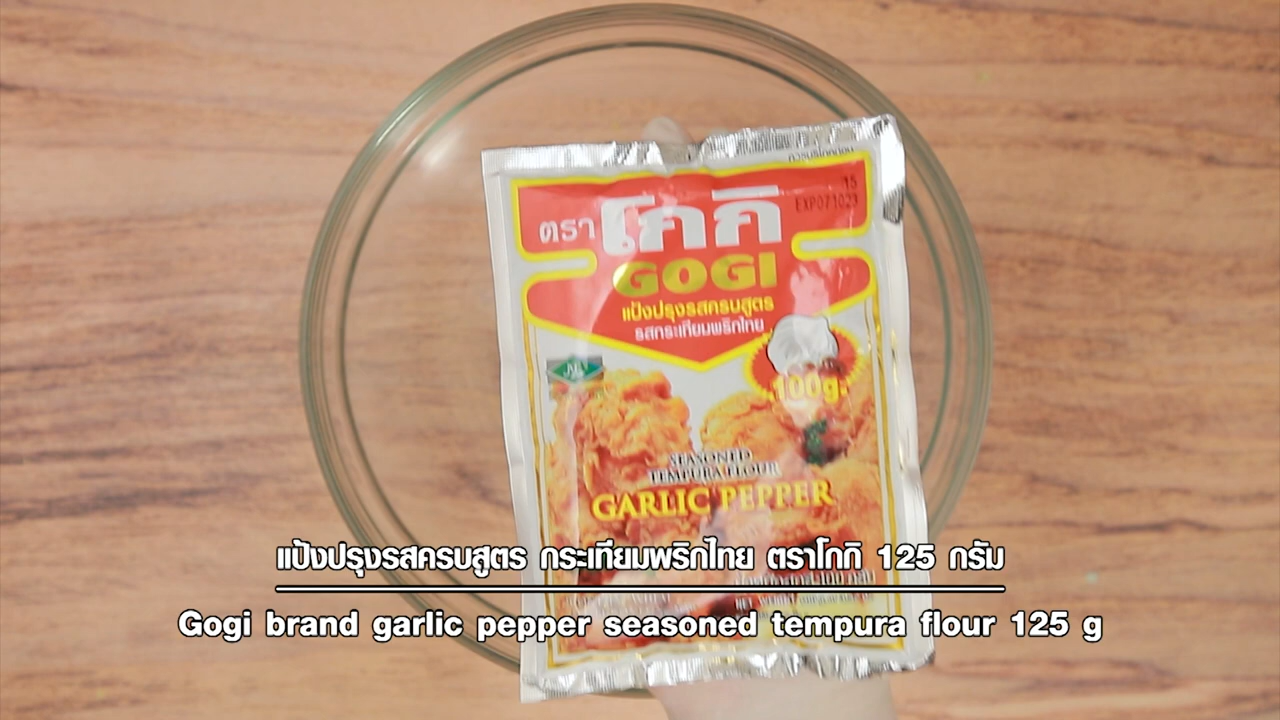 15
EXP071023
ตรา โกกิ
GOGI
แป้งปรุงรสครบสูตร
รสกระเทียมพริกไทย
100g.
SEASONED
TEMPURA FLOUR
GARLIC PEPPER
แป้งปรุงรสครบสูตร กระเทียมพริกไทย ตราโกกิ 125 กรัม
Gogi brand garlic pepper seasoned tempura flour 125 g